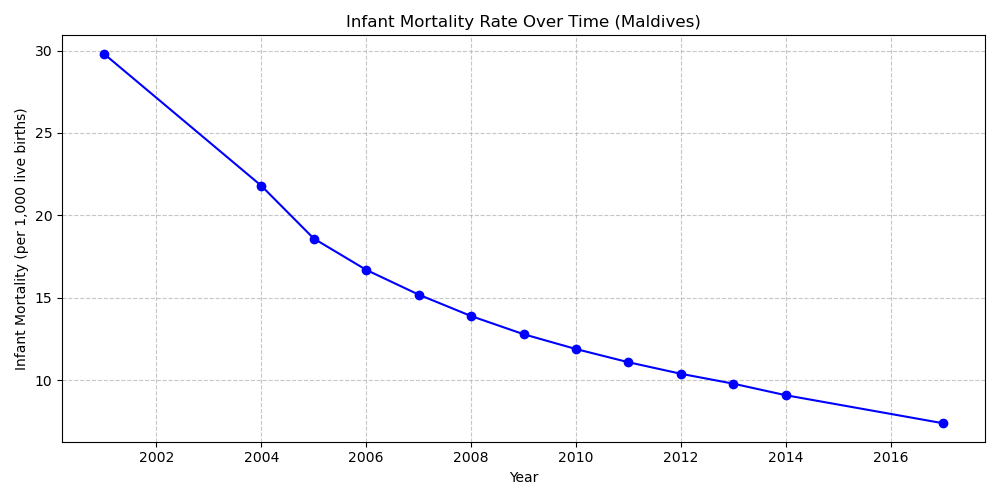 Infant Mortality Rate Over Time (Maldives)
Infant Mortality (per 1,000 live births)
30
25
20
15
10
2002 2004 2006 2008 2010 2012 2014 2016
Year